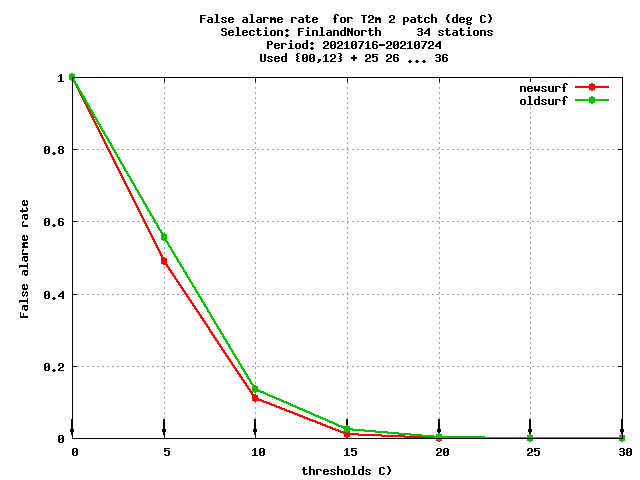 False alarme rate  for T2m 2 patch (deg C)
Selection: FinlandNorth     34 stations
Period: 20210716-20210724
Used {00,12} + 25 26 ... 36
newsurf
oldsurf
1
0.8
0.6
0.4
0.2
0
False alarme rate
0 5 10 15 20 25 30
thresholds C)